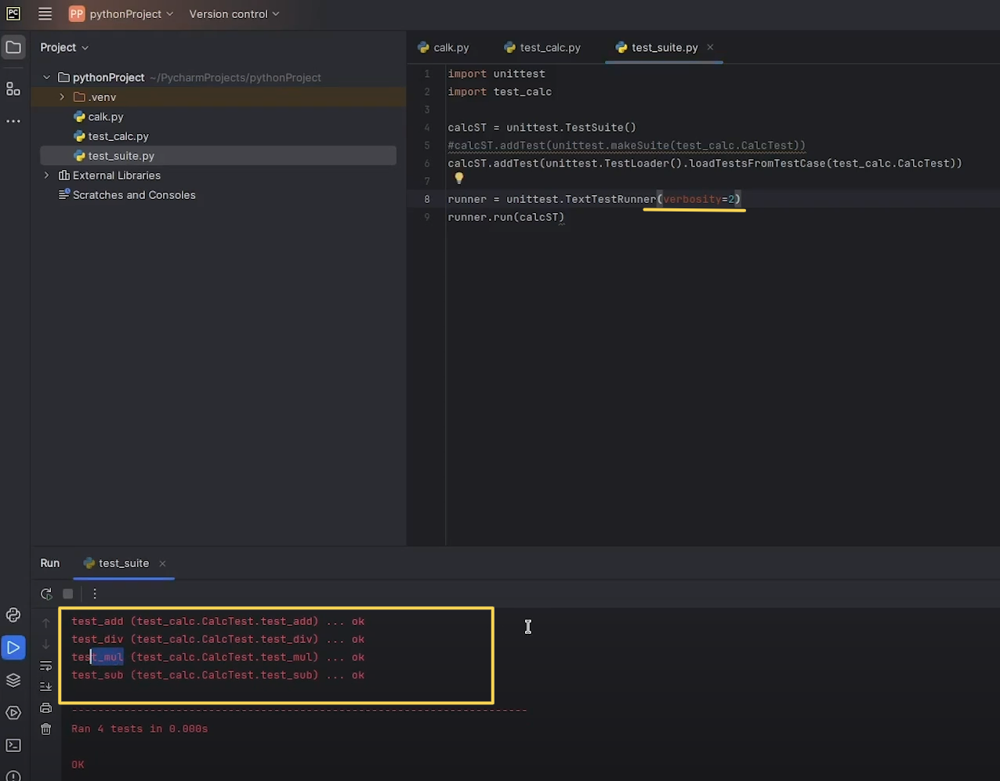 PC
PP pythonProject Version control
Project
calk.py test_calc.py test_suite.py
pythonProject ~/PycharmProjects/pythonProject
.venv
calk.py
test_calc.py
test_suite.py
External Libraries
Scratches and Consoles
1 import unittest
2 import test_calc
3
4 calcST = unittest.TestSuite()
5 #calcST.addTest(unittest.makeSuite(test_calc.CalcTest))
6 calcST.addTest(unittest.TestLoader().loadTestsFromTestCase(test_calc.CalcTest))
7
8 runner = unittest.TextTestRunner(verbosity=2)
9 runner.run(calcST)
Run test_suite
test_add (test_calc.CalcTest.test_add) ... ok
test_div (test_calc.CalcTest.test_div) ... ok
test_mul (test_calc.CalcTest.test_mul) ... ok
test_sub (test_calc.CalcTest.test_sub) ... ok
----------------------------------------------------------------------
Ran 4 tests in 0.000s
OK